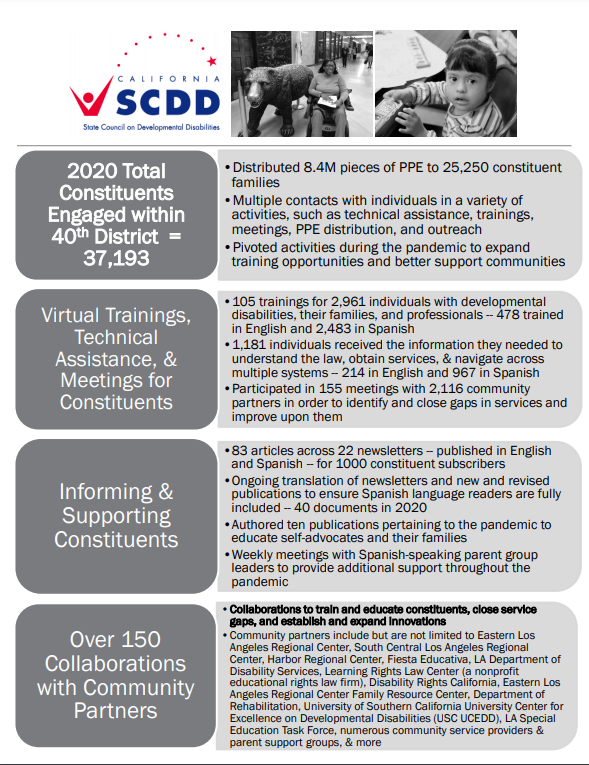 CALIFORNIA
SCDD
State Council on Developmental Disabilities
2020 Total
Constituents
Engaged within
40th District =
37,193
• Distributed 8.4M pieces of PPE to 25,250 constituent
families
• Multiple contacts with individuals in a variety of
activities, such as technical assistance, trainings,
meetings, PPE distribution, and outreach
• Pivoted activities during the pandemic to expand
training opportunities and better support communities
Virtual Trainings,
Technical
Assistance, &
Meetings for
Constituents
• 105 trainings for 2,961 individuals with developmental
disabilities, their families, and professionals -- 478 trained
in English and 2,483 in Spanish
• 1,181 individuals received the information they needed to
understand the law, obtain services, & navigate across
multiple systems -- 214 in English and 967 in Spanish
• Participated in 155 meetings with 2,116 community
partners in order to identify and close gaps in services and
improve upon them
Informing &
Supporting
Constituents
• 83 articles across 22 newsletters -- published in English
and Spanish -- for 1000 constituent subscribers
• Ongoing translation of newsletters and new and revised
publications to ensure Spanish language readers are fully
included -- 40 documents in 2020
• Authored ten publications pertaining to the pandemic to
educate self-advocates and their families
• Weekly meetings with Spanish-speaking parent group
leaders to provide additional support throughout the
pandemic
Over 150
Collaborations
with Community
Partners
• Collaborations to train and educate constituents, close service
gaps, and establish and expand innovations
• Community partners include but are not limited to Eastern Los
Angeles Regional Center, South Central Los Angeles Regional
Center, Harbor Regional Center, Fiesta Educativa, LA Department of
Disability Services, Learning Rights Law Center (a nonprofit
educational rights law firm), Disability Rights California, Eastern Los
Angeles Regional Center Family Resource Center, Department of
Rehabilitation, University of Southern California University Center for
Excellence on Developmental Disabilities (USC UCEDD), LA Special
Education Task Force, numerous community service providers &
parent support groups, & more